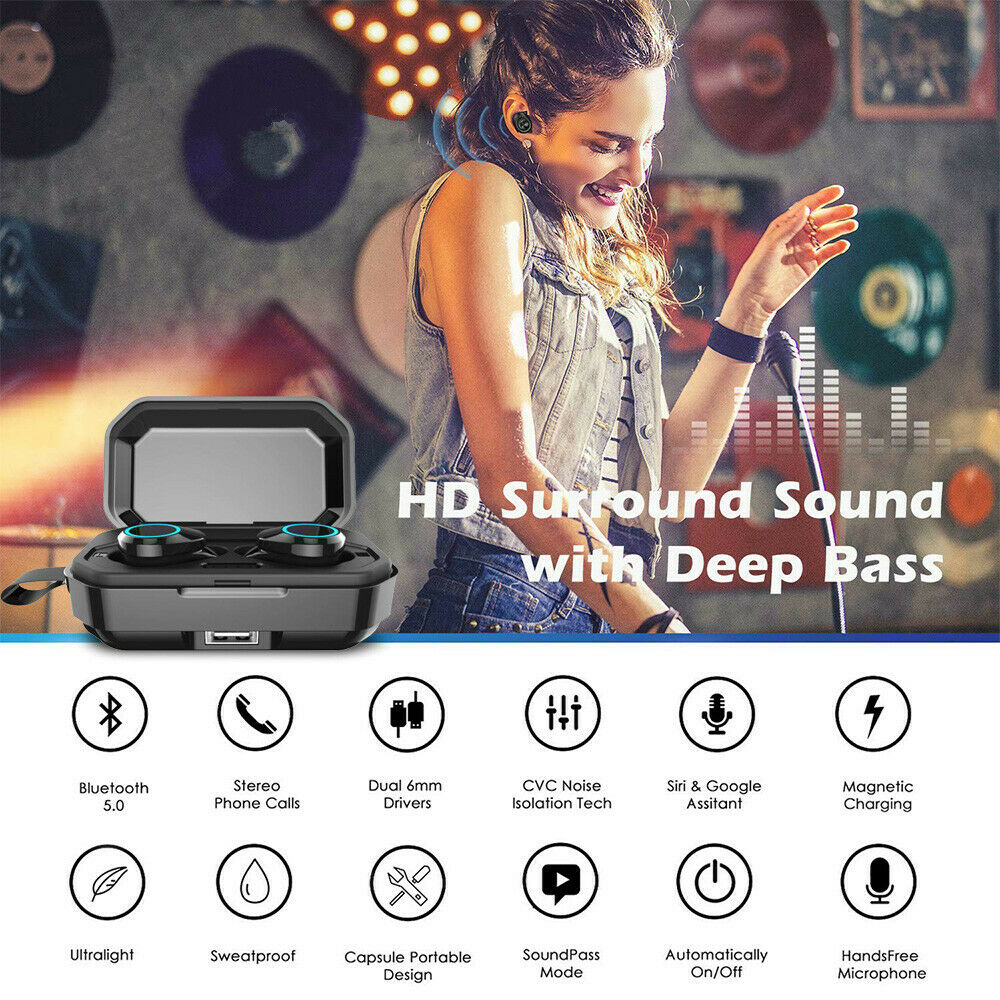 HD Surround Sound
with Deep Bass
Bluetooth
5.0
Stereo
Phone Calls
Dual 6mm
Drivers
CVC Noise
Isolation Tech
Siri & Google
Assitant
Magnetic
Charging
Ultralight
Sweatproof
Capsule Portable
Design
SoundPass
Mode
Automatically
On/Off
HandsFree
Microphone